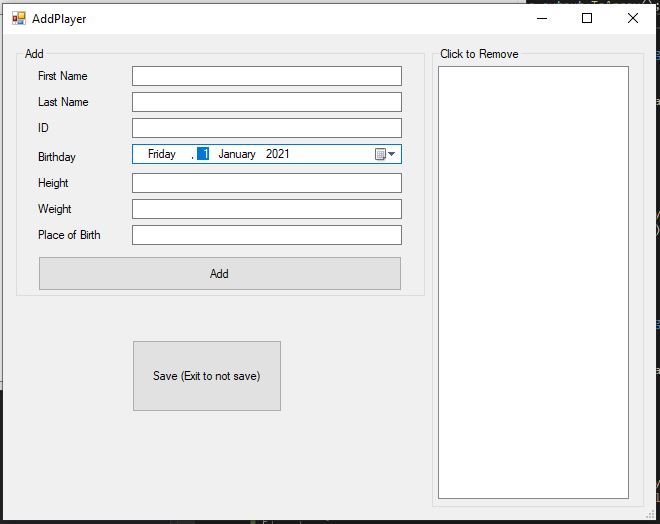 AddPlayer
Add
First Name
Last Name
ID
Birthday
Friday , 1 January 2021
Height
Weight
Place of Birth
Add
Save (Exit to not save)
Click to Remove